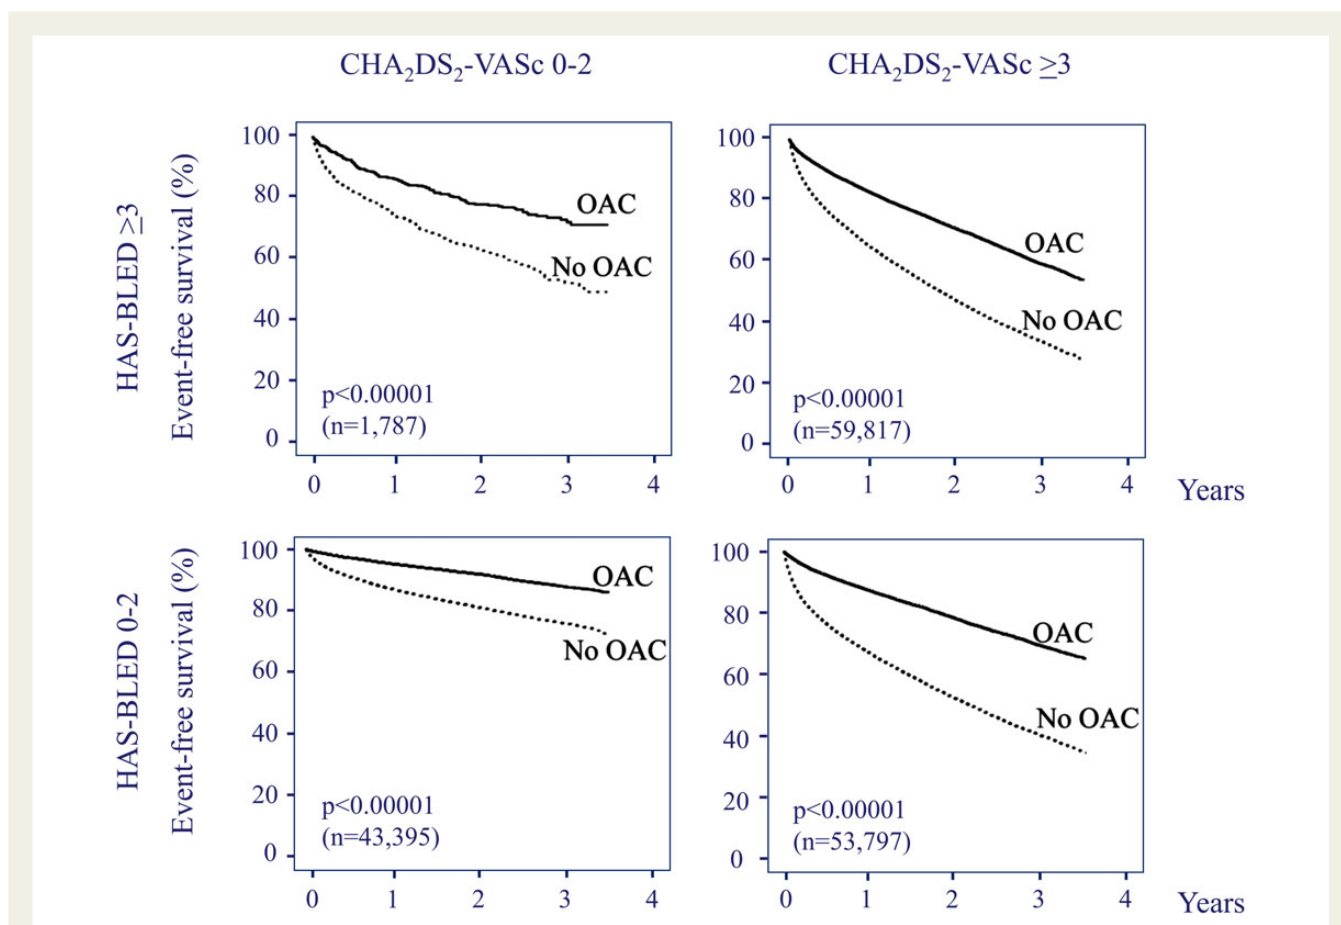 CHA₂DS₂-VASc 0-2
CHA₂DS₂-VASc ≥3
HAS-BLED ≥3
Event-free survival (%)
100
80
60
40
20
0
OAC
No OAC
p<0.00001
(n=1,787)
0 1 2 3 4
100
80
60
40
20
0
OAC
No OAC
p<0.00001
(n=59,817)
0 1 2 3 4 Years
HAS-BLED 0-2
Event-free survival (%)
100
80
60
40
20
0
OAC
No OAC
p<0.00001
(n=43,395)
0 1 2 3 4
100
80
60
40
20
0
OAC
No OAC
p<0.00001
(n=53,797)
0 1 2 3 4 Years